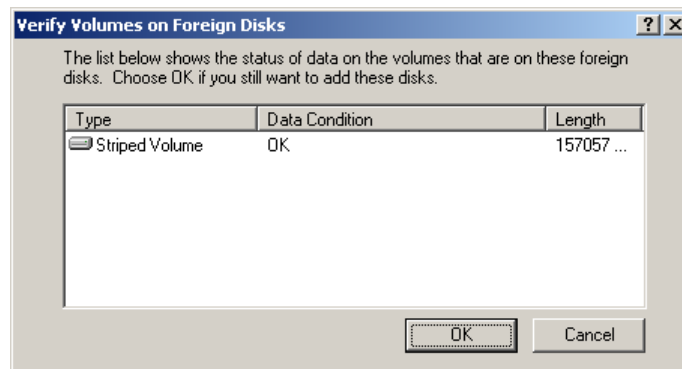 Verify Volumes on Foreign Disks
The list below shows the status of data on the volumes that are on these foreign
disks. Choose OK if you still want to add these disks.
Type Data Condition Length
Striped Volume OK 157057 ...
OK Cancel